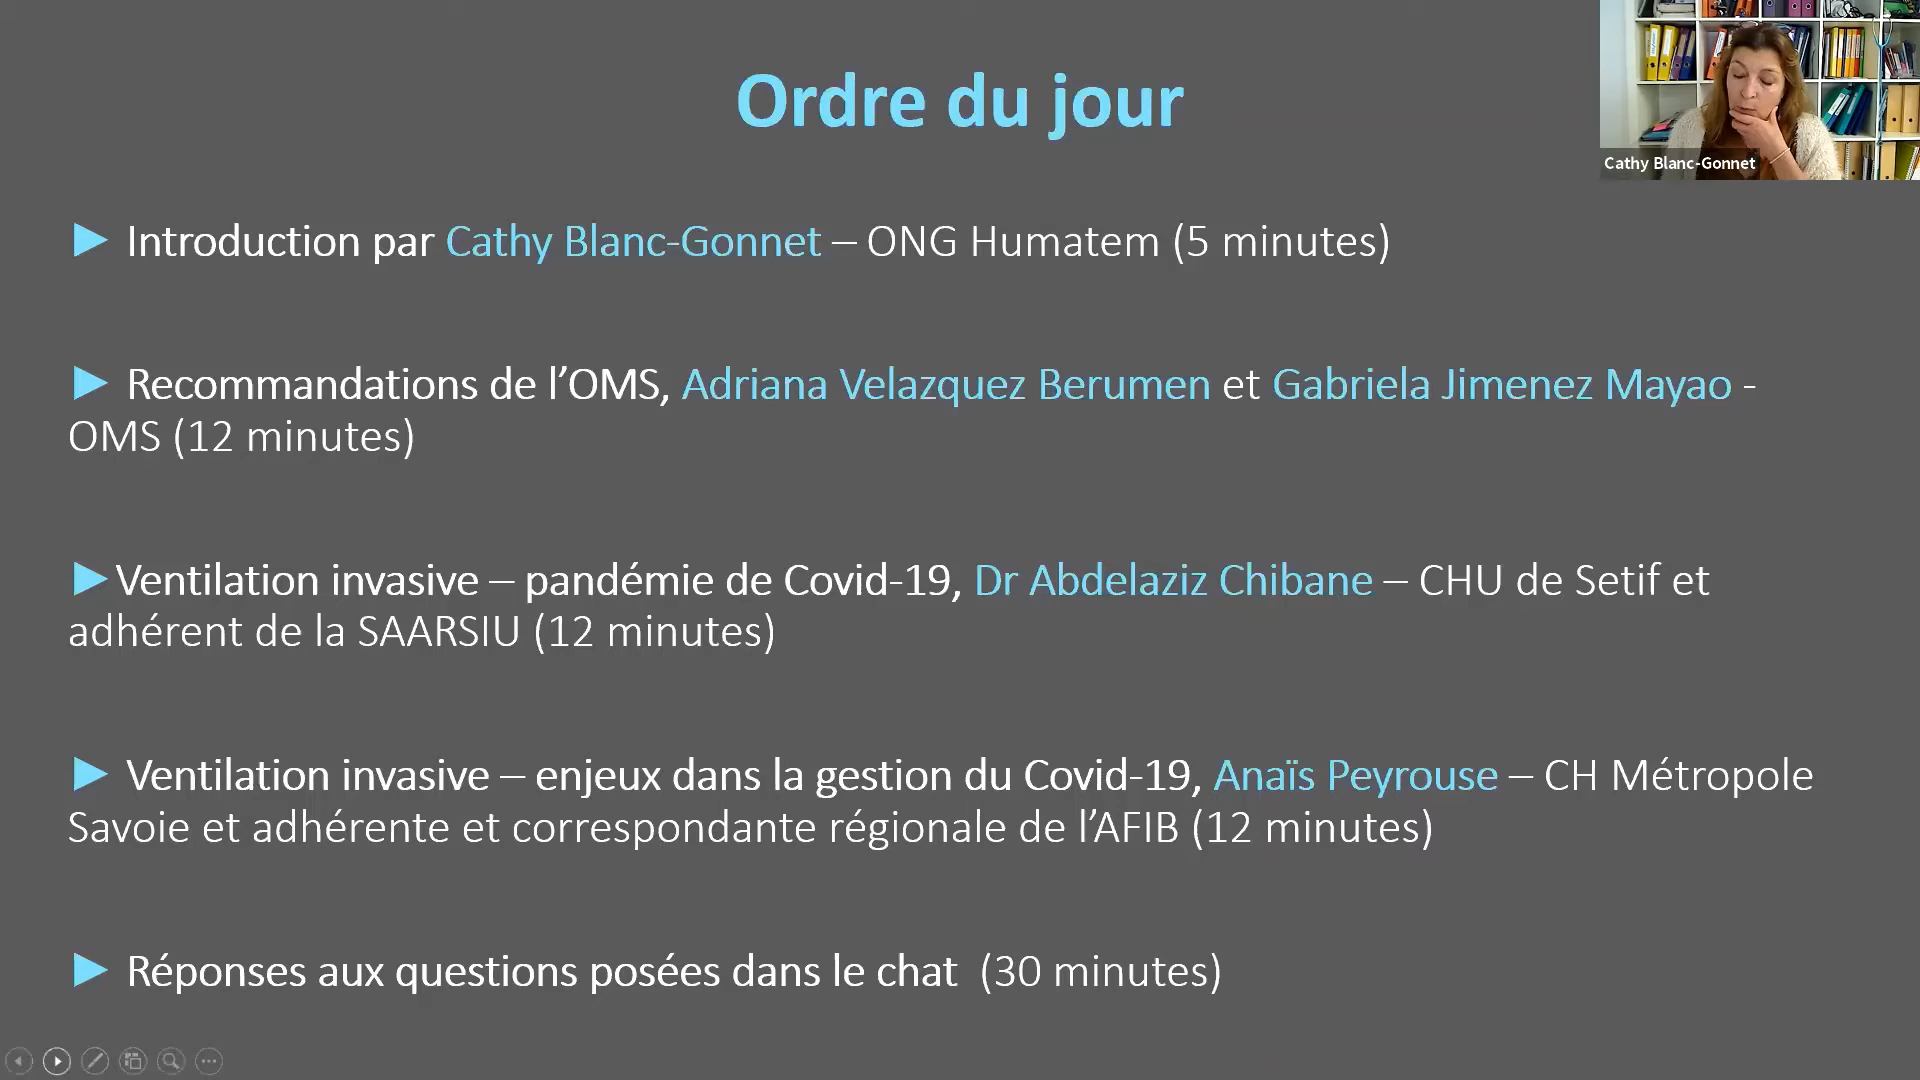 Ordre du jour
Cathy Blanc-Gonnet
► Introduction par Cathy Blanc-Gonnet – ONG Humatem (5 minutes)
► Recommandations de l’OMS, Adriana Velazquez Berumen et Gabriela Jimenez Mayao -
OMS (12 minutes)
►Ventilation invasive – pandémie de Covid-19, Dr Abdelaziz Chibane – CHU de Setif et
adhérent de la SAARSIU (12 minutes)
► Ventilation invasive – enjeux dans la gestion du Covid-19, Anaïs Peyrouse – CH Métropole
Savoie et adhérente et correspondante régionale de l’AFIB (12 minutes)
► Réponses aux questions posées dans le chat (30 minutes)